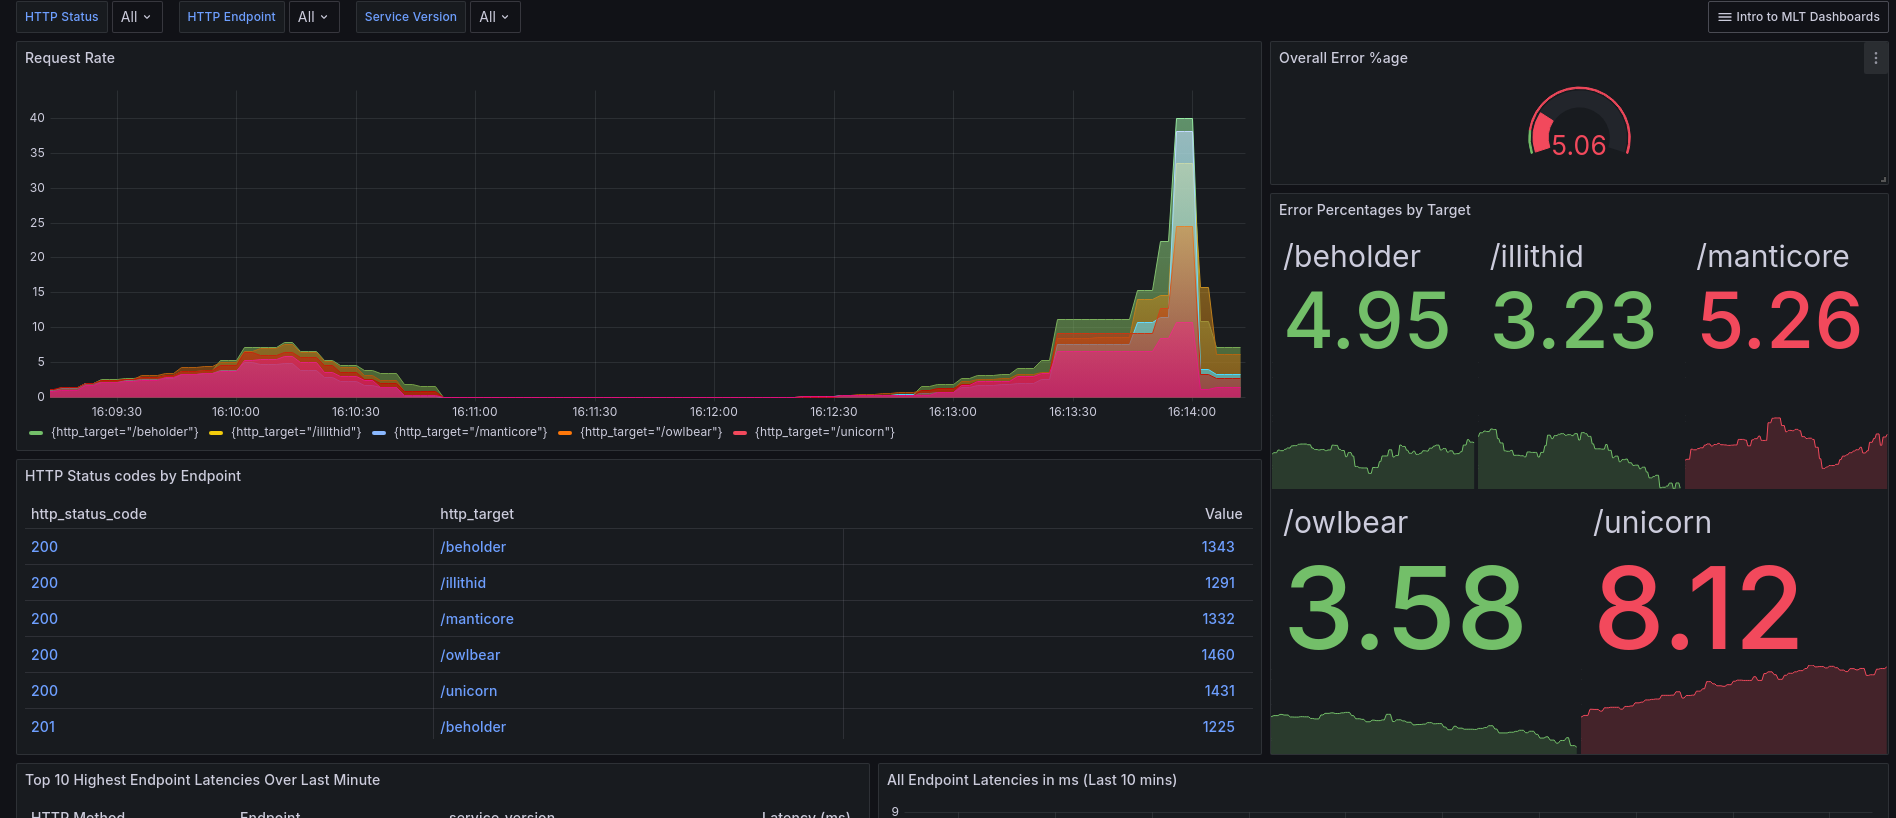 HTTP Status All HTTP Endpoint All Service Version All Intro to MLT Dashboards
Request Rate
40
35
30
25
20
15
10
5
0
16:09:30 16:10:00 16:10:30 16:11:00 16:11:30 16:12:00 16:12:30 16:13:00 16:13:30 16:14:00
{http_target="/beholder"} {http_target="/illithid"} {http_target="/manticore"} {http_target="/owlbear"} {http_target="/unicorn"}
Overall Error %age
5.06
Error Percentages by Target
/beholder /illithid /manticore
4.95 3.23 5.26
/owlbear /unicorn
3.58 8.12
HTTP Status codes by Endpoint
http_status_code http_target Value
200 /beholder 1343
200 /illithid 1291
200 /manticore 1332
200 /owlbear 1460
200 /unicorn 1431
201 /beholder 1225
Top 10 Highest Endpoint Latencies Over Last Minute
HTTP Method Endpoint service-version Latency (ms)
All Endpoint Latencies in ms (Last 10 mins)
9